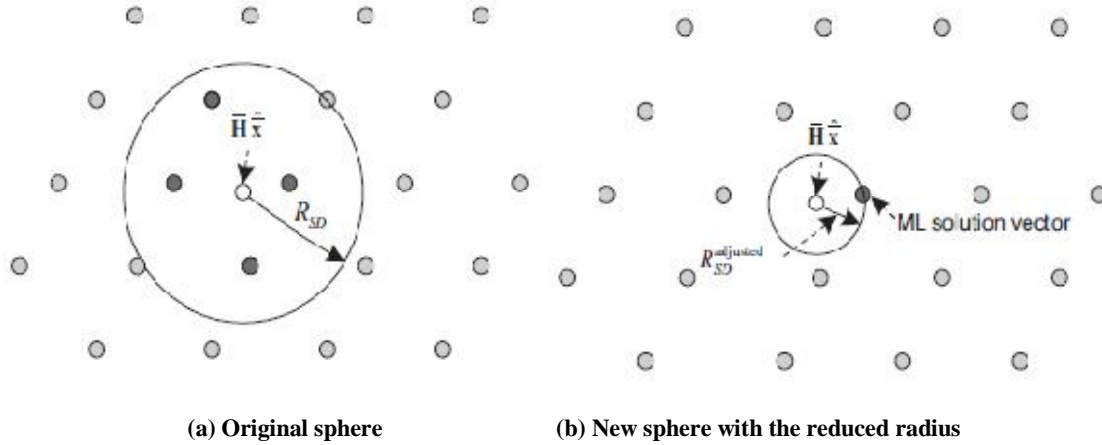 H̄ x̄̂
R_SD
(a) Original sphere
H̄ x̄̂
ML solution vector
R_SD^adjusted
(b) New sphere with the reduced radius